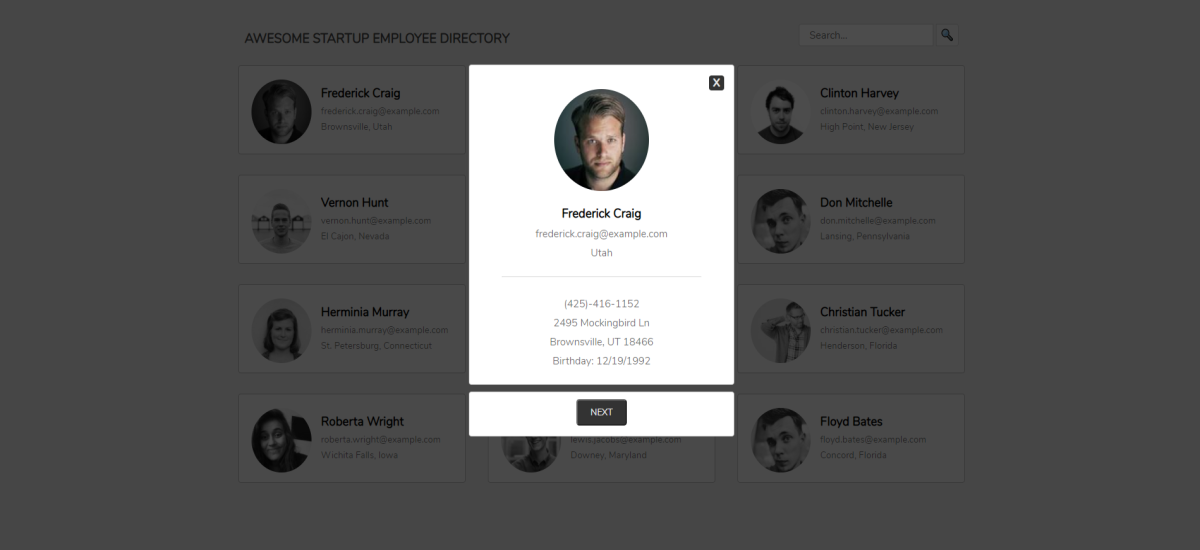 AWESOME STARTUP EMPLOYEE DIRECTORY
Search...
Frederick Craig
frederick.craig@example.com
Brownsville, Utah
X
Frederick Craig
frederick.craig@example.com
Utah
(425)-416-1152
2495 Mockingbird Ln
Brownsville, UT 18466
Birthday: 12/19/1992
NEXT
Clinton Harvey
clinton.harvey@example.com
High Point, New Jersey
Vernon Hunt
vernon.hunt@example.com
El Cajon, Nevada
Don Mitchelle
don.mitchelle@example.com
Lansing, Pennsylvania
Herminia Murray
herminia.murray@example.com
St. Petersburg, Connecticut
Christian Tucker
christian.tucker@example.com
Henderson, Florida
Roberta Wright
roberta.wright@example.com
Wichita Falls, Iowa
lewis.jacobs@example.com
Downey, Maryland
Floyd Bates
floyd.bates@example.com
Concord, Florida